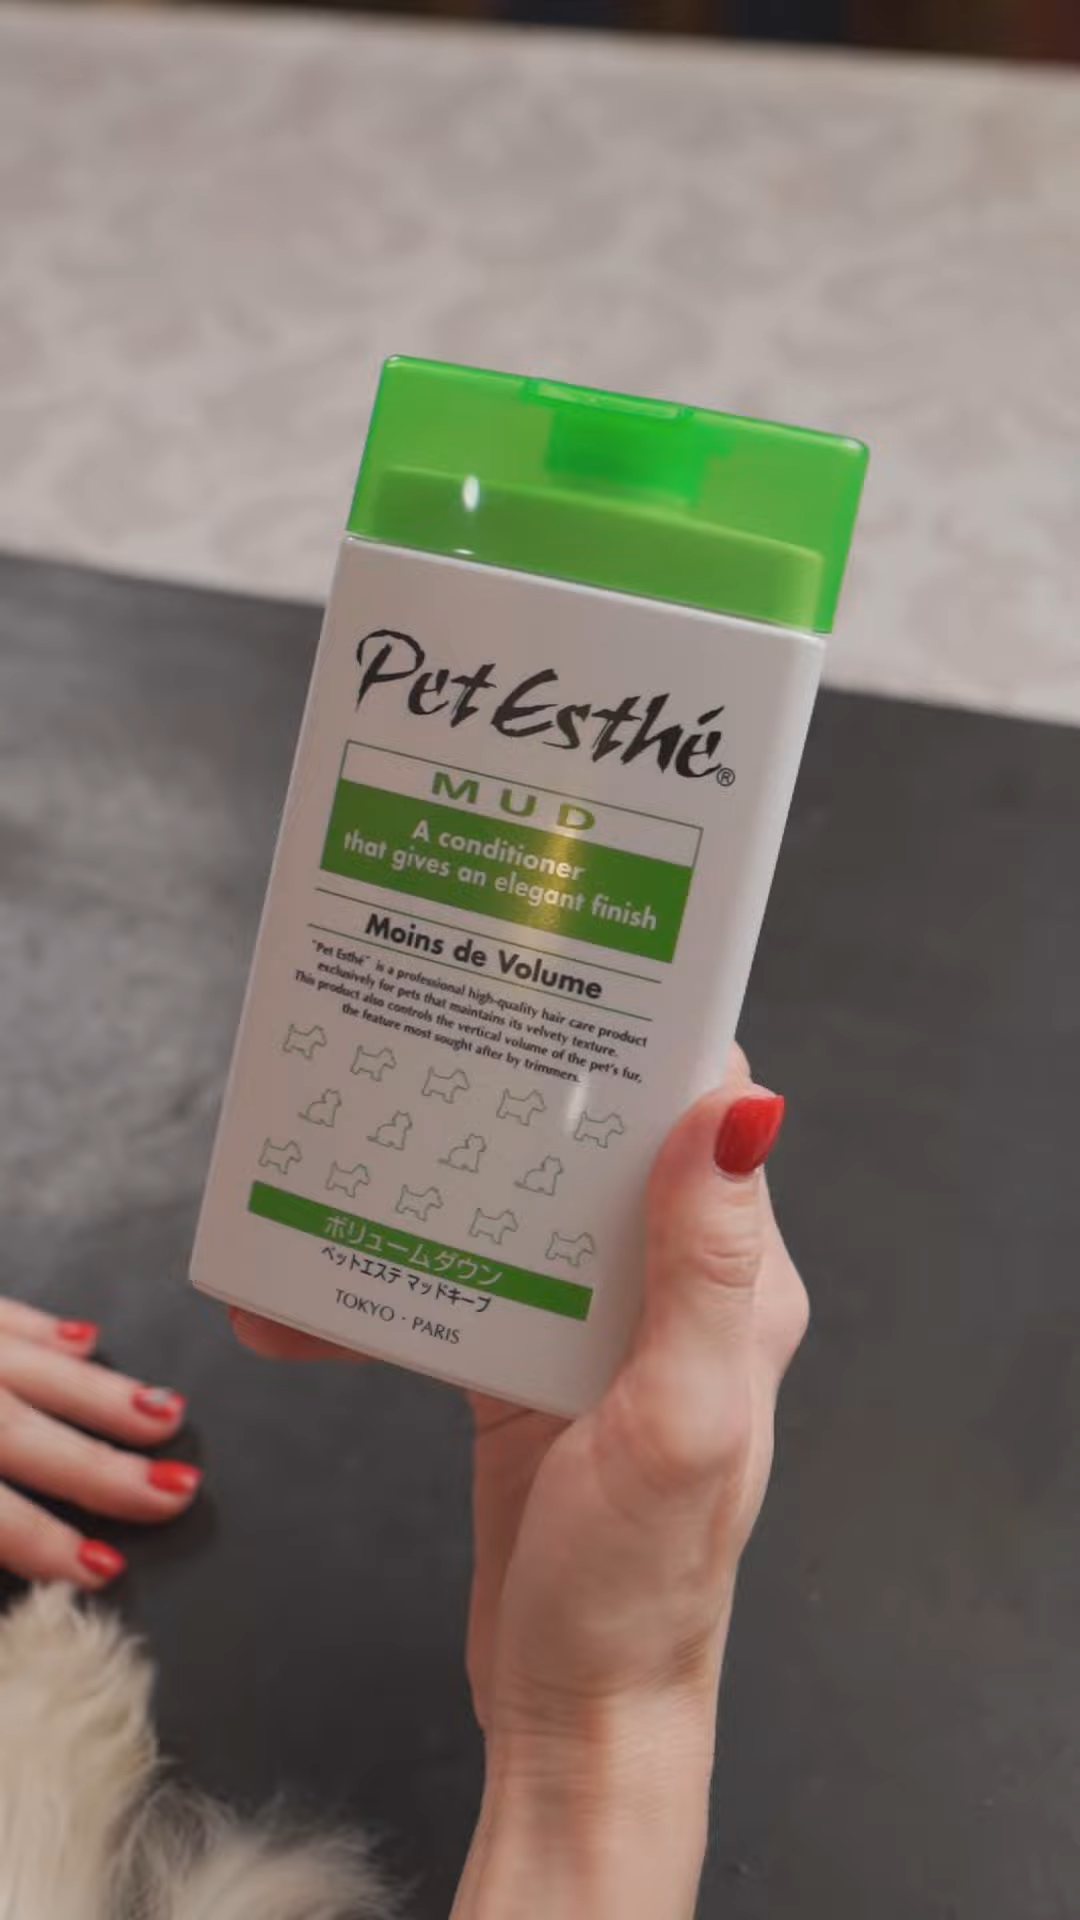 Pet Esthé®
MUD
A conditioner
that gives an elegant finish
Moins de Volume
"Pet Esthé" is a professional high-quality hair care product
exclusively for pets that maintains its velvety texture.
This product also controls the vertical volume of the pet's fur,
the feature most sought after by trimmers.
ボリュームダウン
ペットエステ マッドキープ
TOKYO · PARIS